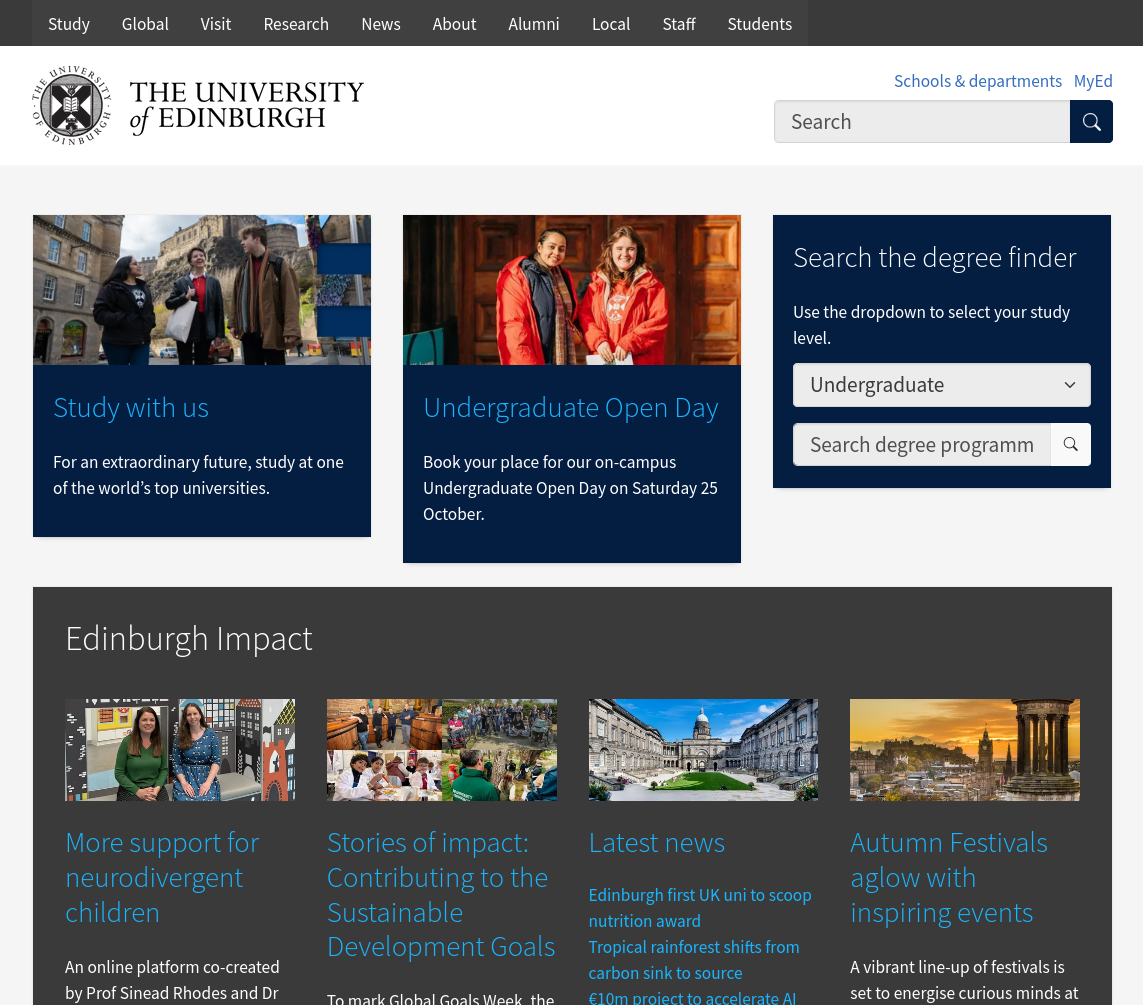 Study Global Visit Research News About Alumni Local Staff Students
THE UNIVERSITY OF EDINBURGH
THE UNIVERSITY
of EDINBURGH
Schools & departments MyEd
Search
Study with us
For an extraordinary future, study at one
of the world’s top universities.
Undergraduate Open Day
Book your place for our on-campus
Undergraduate Open Day on Saturday 25
October.
Search the degree finder
Use the dropdown to select your study
level.
Undergraduate
Search degree programm
Edinburgh Impact
More support for
neurodivergent
children
An online platform co-created
by Prof Sinead Rhodes and Dr
Stories of impact:
Contributing to the
Sustainable
Development Goals
To mark Global Goals Week, the
Latest news
Edinburgh first UK uni to scoop
nutrition award
Tropical rainforest shifts from
carbon sink to source
€10m project to accelerate AI
Autumn Festivals
aglow with
inspiring events
A vibrant line-up of festivals is
set to energise curious minds at